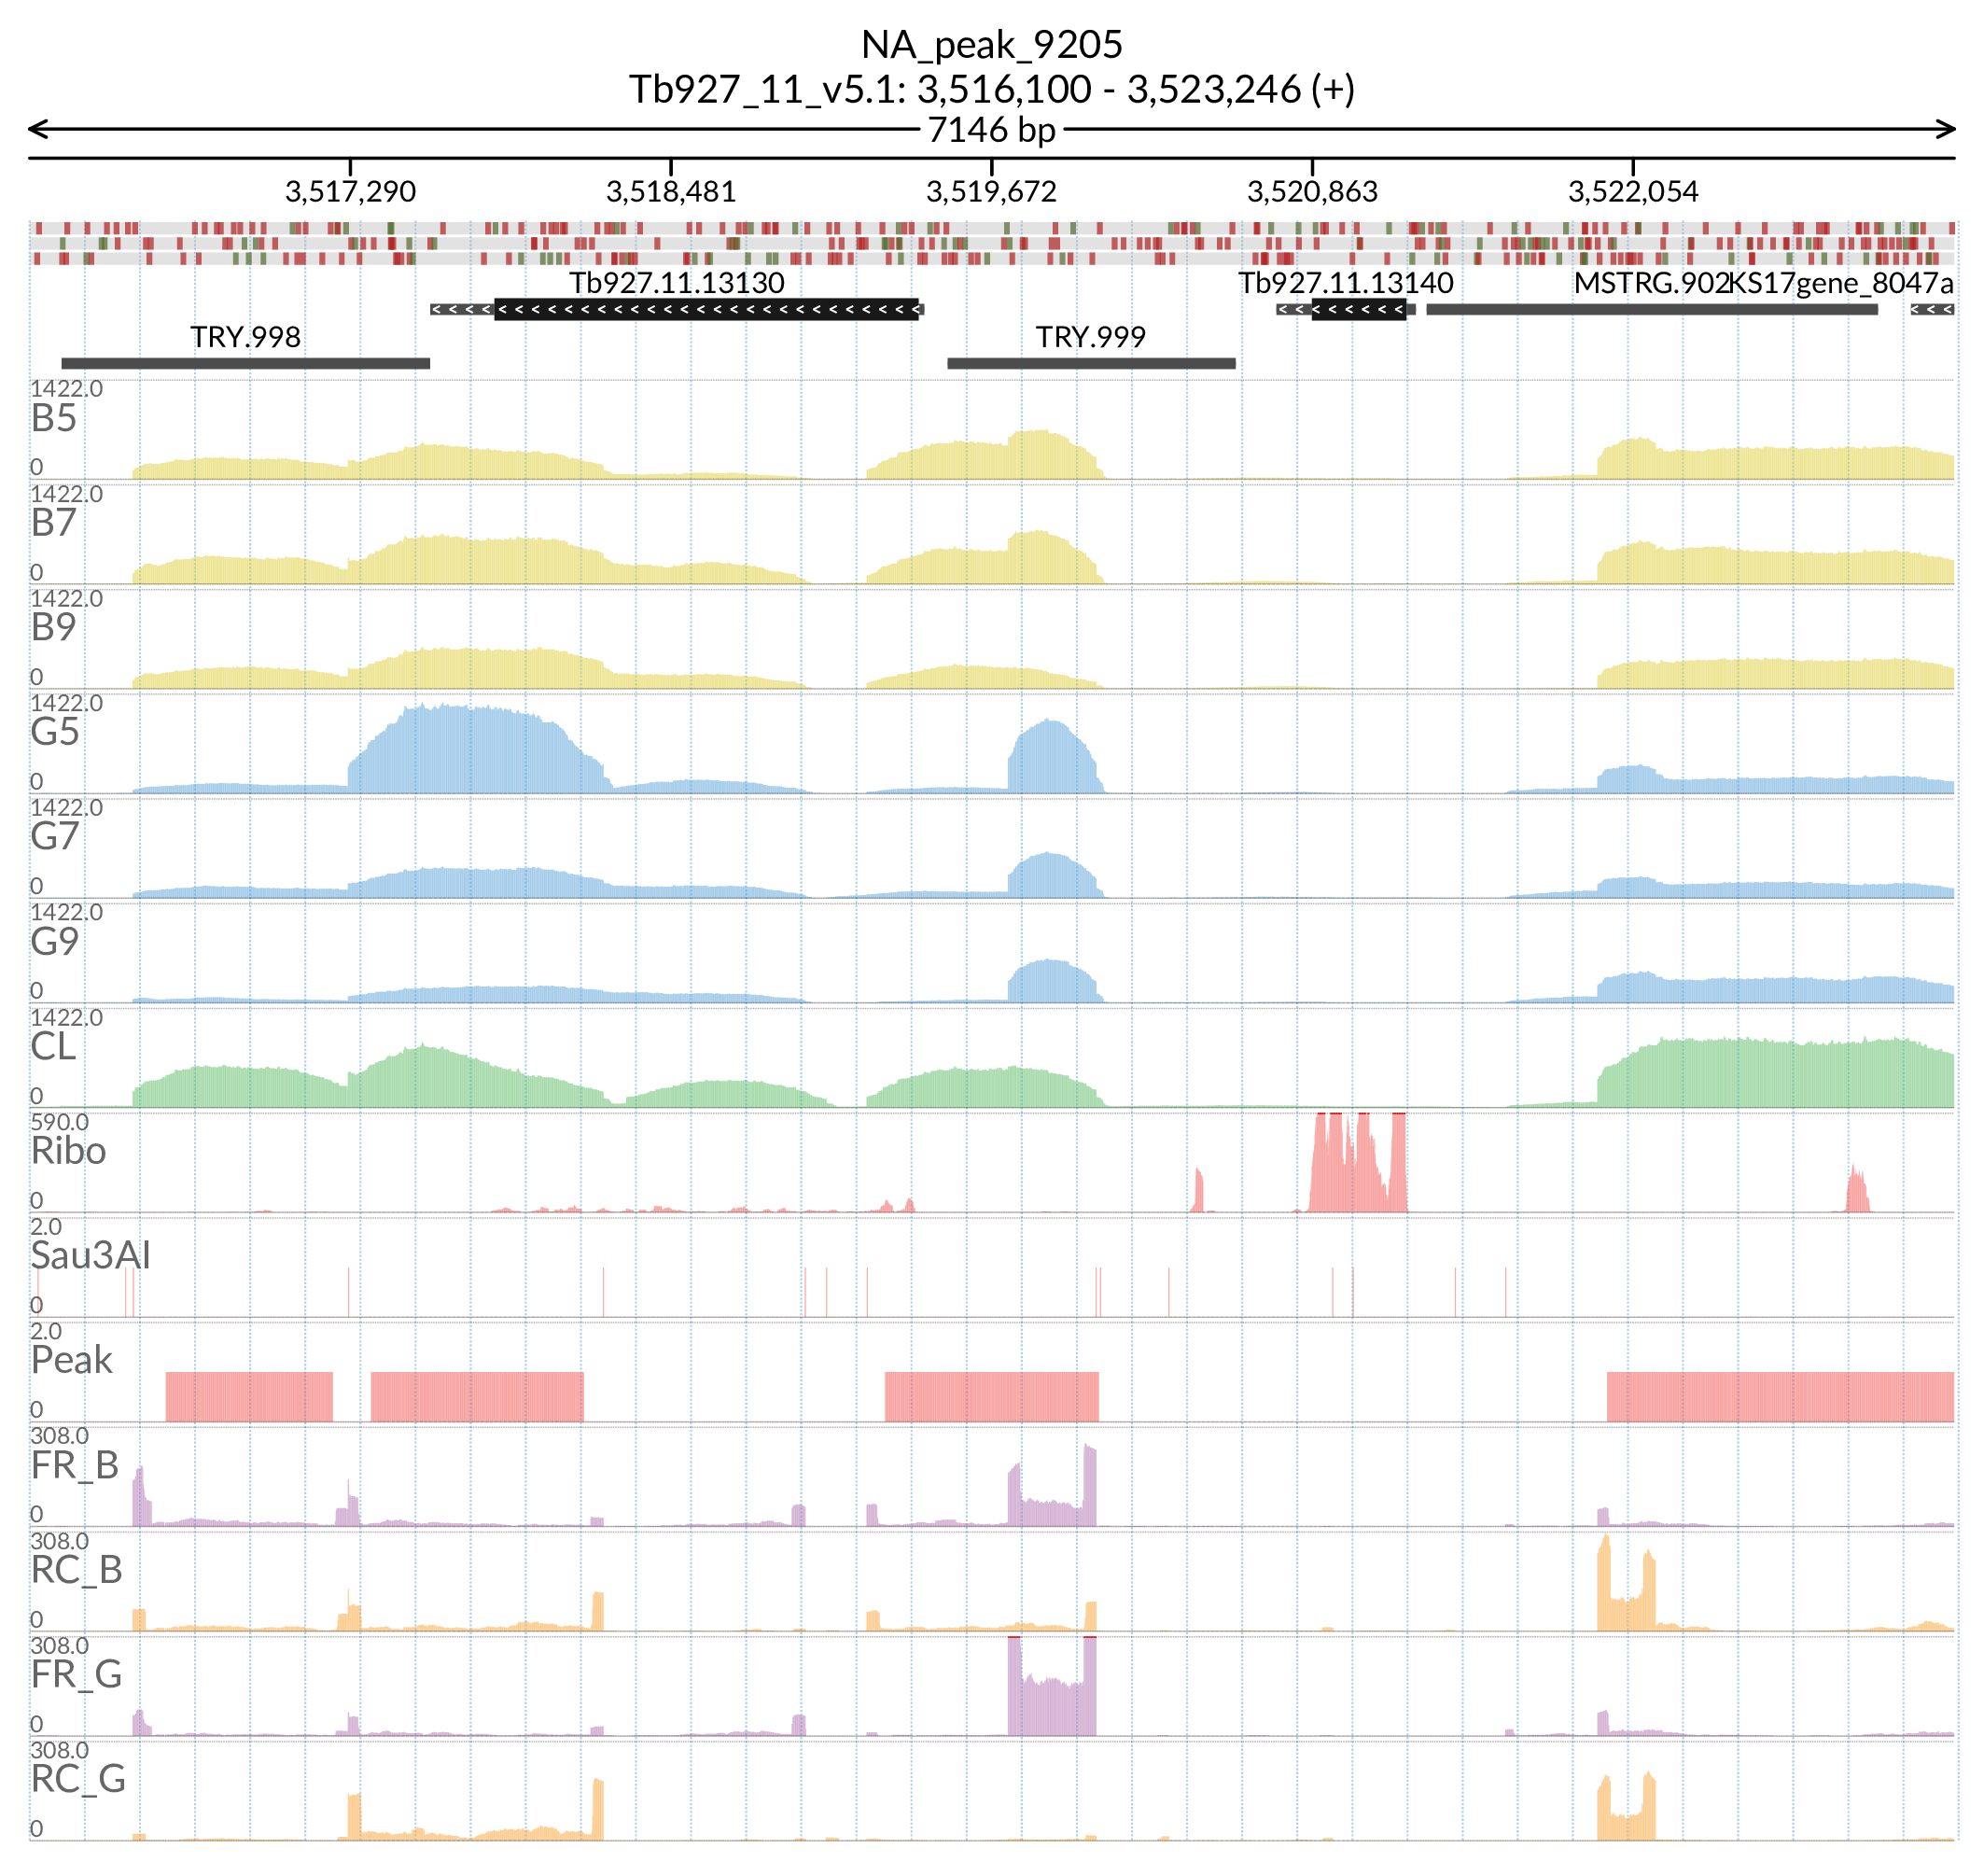 NA_peak_9205
Tb927_11_v5.1: 3,516,100 - 3,523,246 (+)
7146 bp
3,517,290 3,518,481 3,519,672 3,520,863 3,522,054
Tb927.11.13130 Tb927.11.13140 MSTRG.902 KS17gene_8047a
TRY.998 TRY.999
1422.0
B5
0
1422.0
B7
0
1422.0
B9
0
1422.0
G5
0
1422.0
G7
0
1422.0
G9
0
1422.0
CL
0
590.0
Ribo
0
2.0
Sau3AI
0
2.0
Peak
0
308.0
FR_B
0
308.0
RC_B
0
308.0
FR_G
0
308.0
RC_G
0